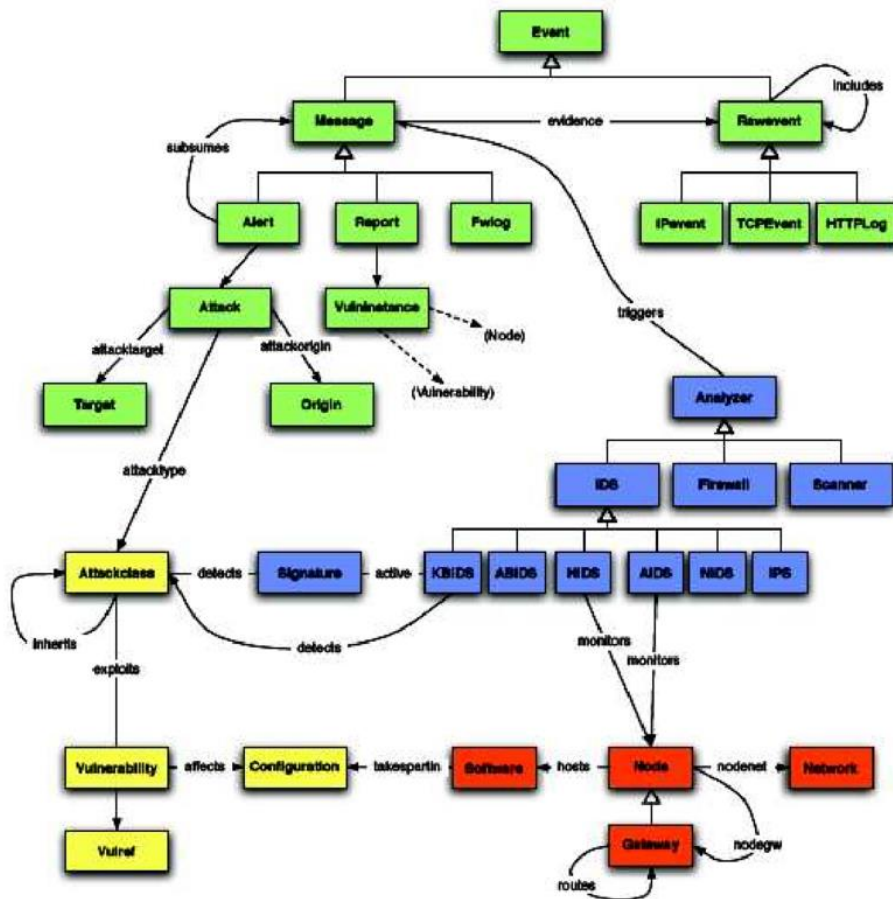 Event
includes
Message
evidence
Rawevent
subsumes
Alert
Report
Fwlog
IPevent
TCPEvent
HTTPLog
Attack
Vulninstance
triggers
(Node)
attacktarget
attackorigin
(Vulnerability)
Target
Origin
Analyzer
attacktype
IDS
Firewall
Scanner
Attackclass
detects
Signature
active
KBIDS
ABIDS
HIDS
AIDS
NIDS
IPS
inherits
detects
monitors
monitors
exploits
Vulnerability
affects
Configuration
takespartin
Software
hosts
Node
nodenet
Network
Vulref
Gateway
nodegw
routes